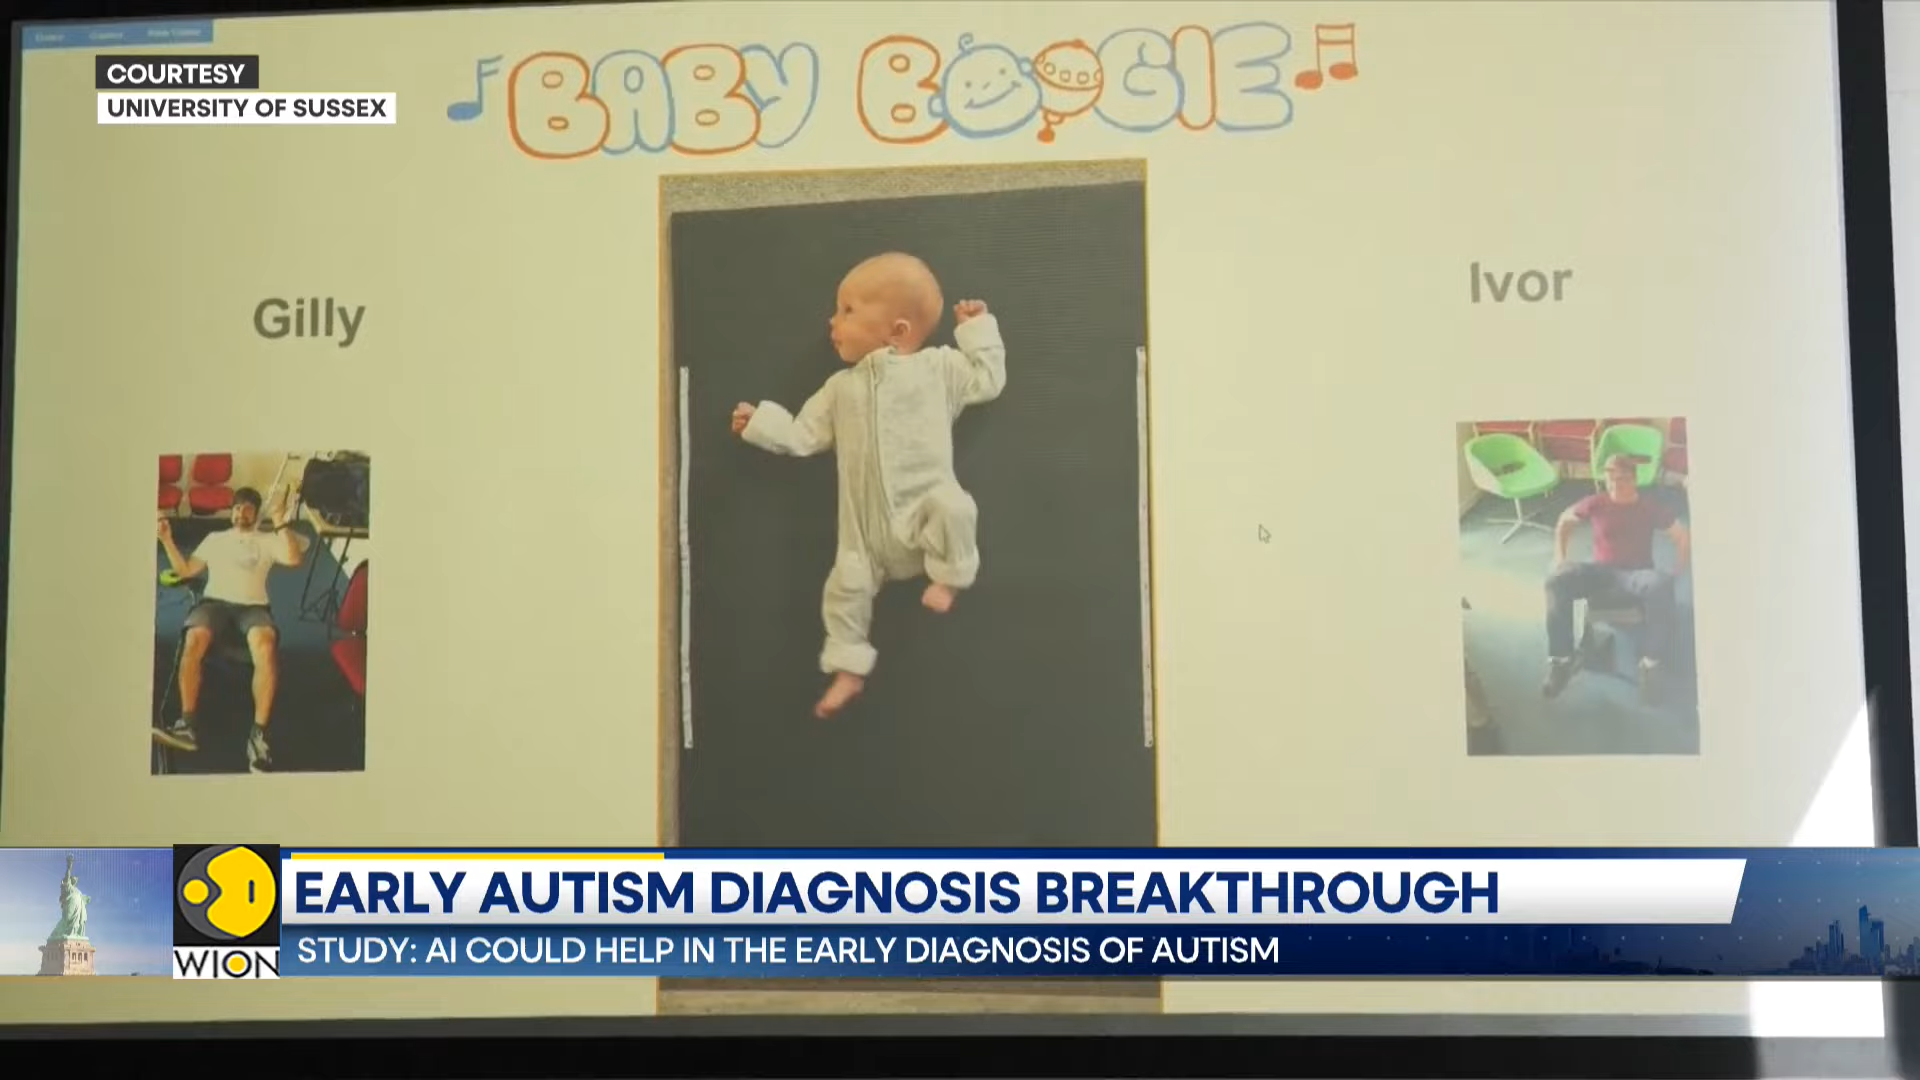 COURTESY
UNIVERSITY OF SUSSEX
BABY BOOGIE
Gilly
Ivor
EARLY AUTISM DIAGNOSIS BREAKTHROUGH
STUDY: AI COULD HELP IN THE EARLY DIAGNOSIS OF AUTISM
WION